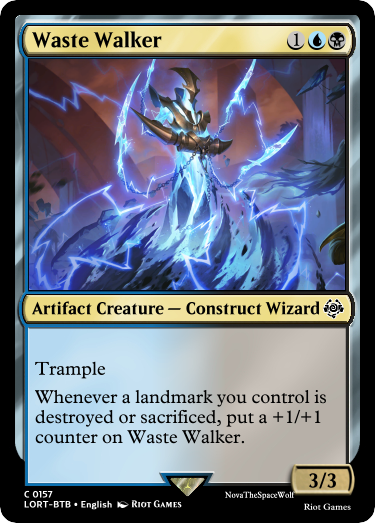 Waste Walker 1
Artifact Creature — Construct Wizard
Trample
Whenever a landmark you control is
destroyed or sacrificed, put a +1/+1
counter on Waste Walker.
3/3
C 0157
LORT-BTB • English Riot Games
NovaTheSpaceWolf
Riot Games